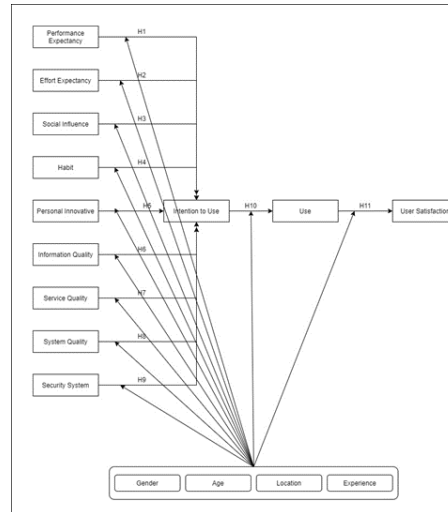 Performance
Expectancy
H1
Effort Expectancy
H2
Social Influence
H3
Habit
H4
Personal Innovative
H5
Intention to Use
H10
Use
H11
User Satisfaction
Information Quality
H6
Service Quality
H7
System Quality
H8
Security System
H9
Gender
Age
Location
Experience